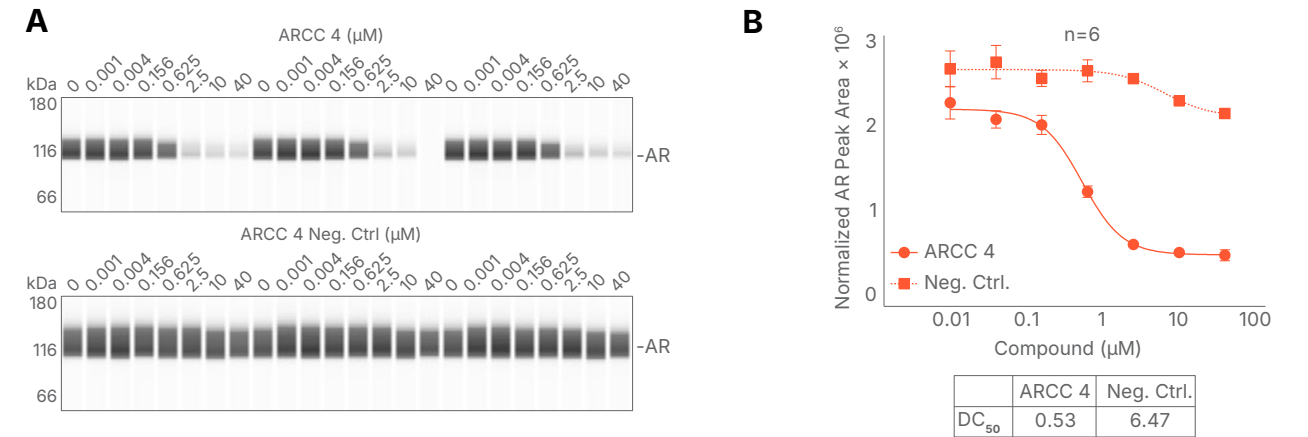 A
ARCC 4 (µM)
kDa 0 0.001 0.004 0.156 0.625 2.5 10 40 0 0.001 0.004 0.156 0.625 2.5 10 40 0 0.001 0.004 0.156 0.625 2.5 10 40
180
116
-AR
66
ARCC 4 Neg. Ctrl (µM)
kDa 0 0.001 0.004 0.156 0.625 2.5 10 40 0 0.001 0.004 0.156 0.625 2.5 10 40 0 0.001 0.004 0.156 0.625 2.5 10 40
180
116
-AR
66
B
n=6
Normalized AR Peak Area × 10⁶
3
2
1
0
ARCC 4
Neg. Ctrl.
0.01 0.1 1 10 100
Compound (µM)
ARCC 4 Neg. Ctrl.
DC₅₀ 0.53 6.47